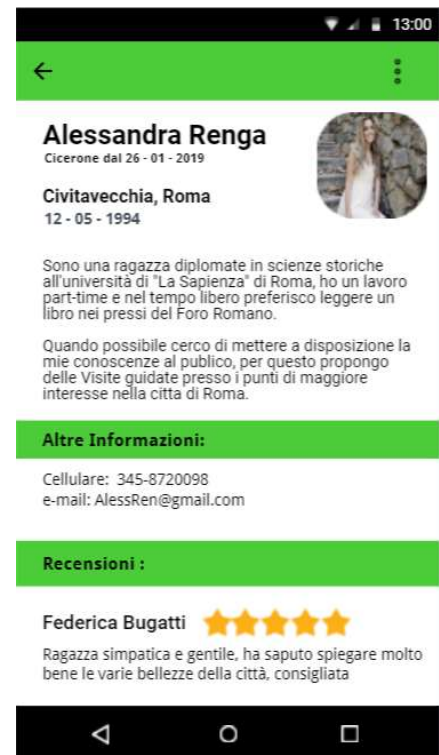 13:00
Alessandra Renga
Cicerone dal 26 - 01 - 2019
Civitavecchia, Roma
12 - 05 - 1994
Sono una ragazza diplomate in scienze storiche
all'università di "La Sapienza" di Roma, ho un lavoro
part-time e nel tempo libero preferisco leggere un
libro nei pressi del Foro Romano.
Quando possibile cerco di mettere a disposizione la
mie conoscenze al publico, per questo propongo
delle Visite guidate presso i punti di maggiore
interesse nella citta di Roma.
Altre Informazioni:
Cellulare: 345-8720098
e-mail: AlessRen@gmail.com
Recensioni :
Federica Bugatti
Ragazza simpatica e gentile, ha saputo spiegare molto
bene le varie bellezze della città, consigliata